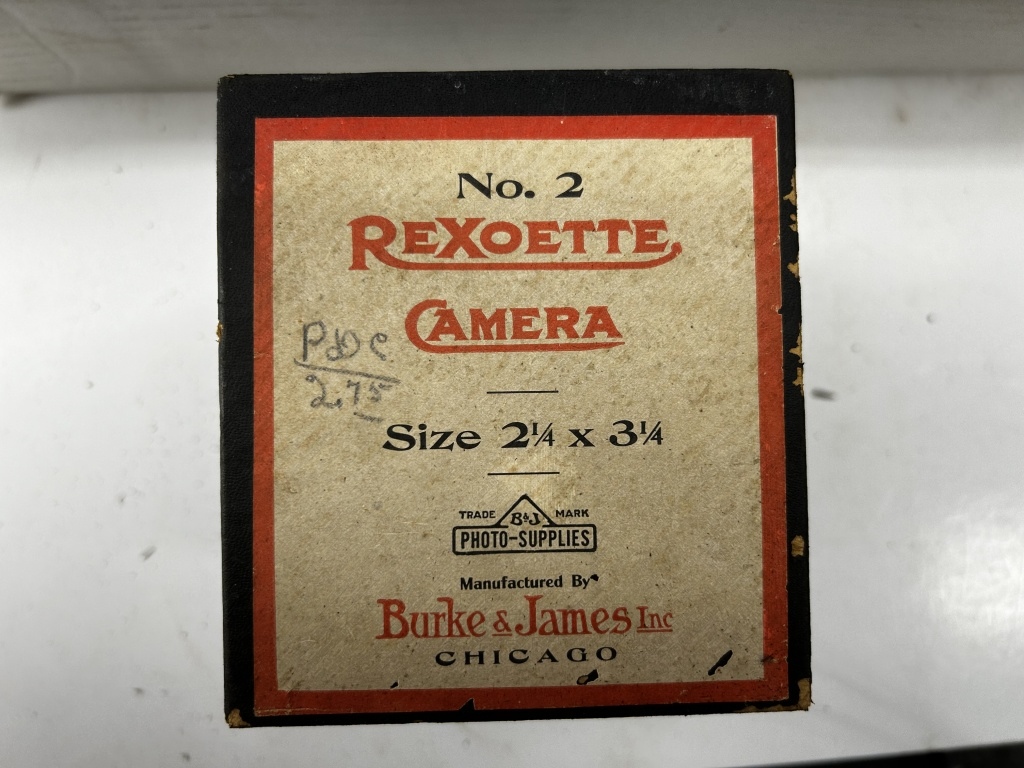 No. 2
REXOETTE
CAMERA
2.75
Size 2¼ x 3¼
TRADE B&J MARK
PHOTO-SUPPLIES
Manufactured By
Burke & James Inc
CHICAGO